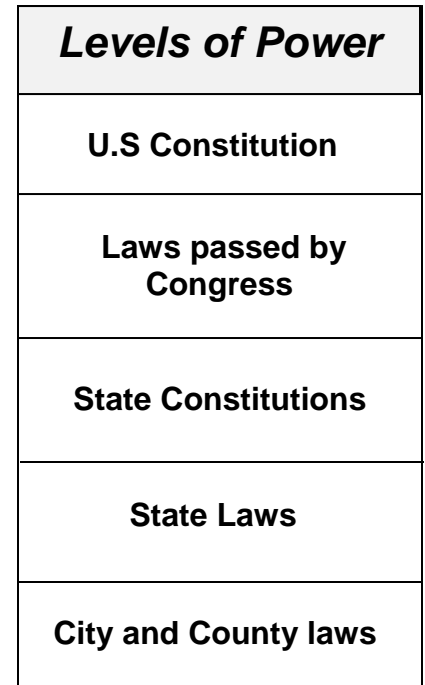 Levels of Power
U.S Constitution
Laws passed by
Congress
State Constitutions
State Laws
City and County laws